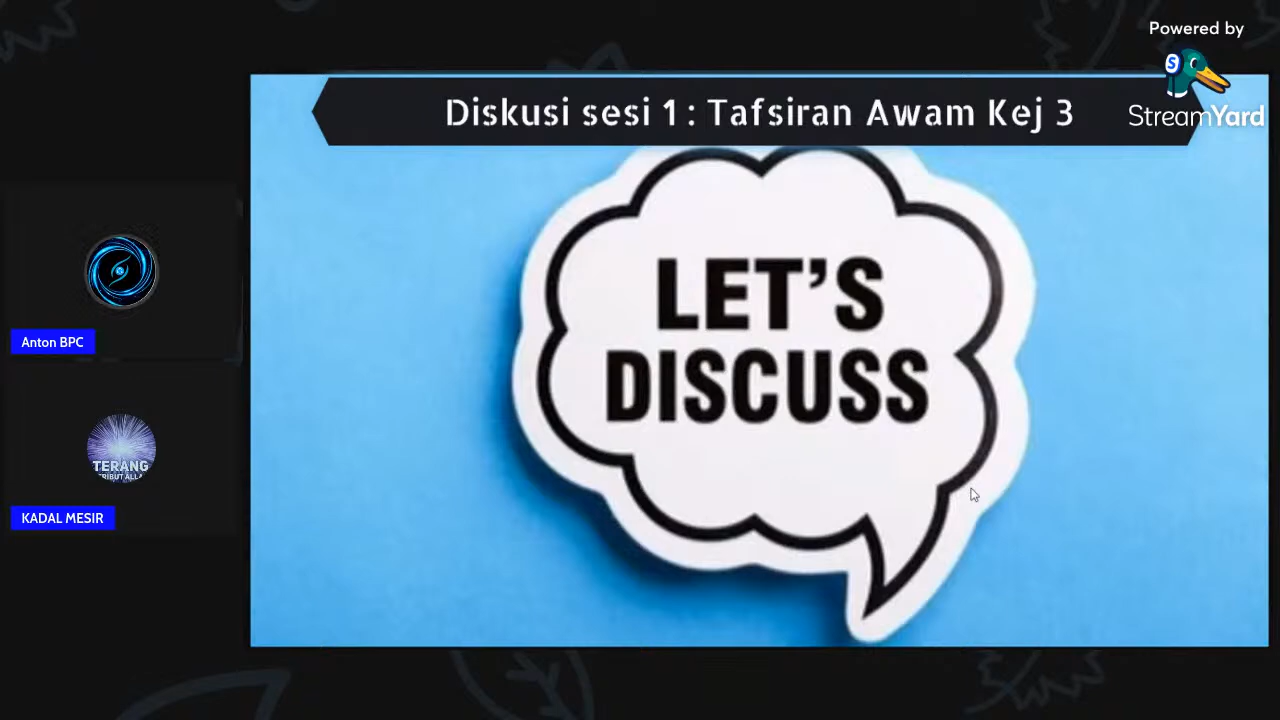 Powered by
StreamYard
Diskusi sesi 1: Tafsiran Awam Kej 3
LET'S
DISCUSS
Anton BPC
TERANG
KADAL MESIR